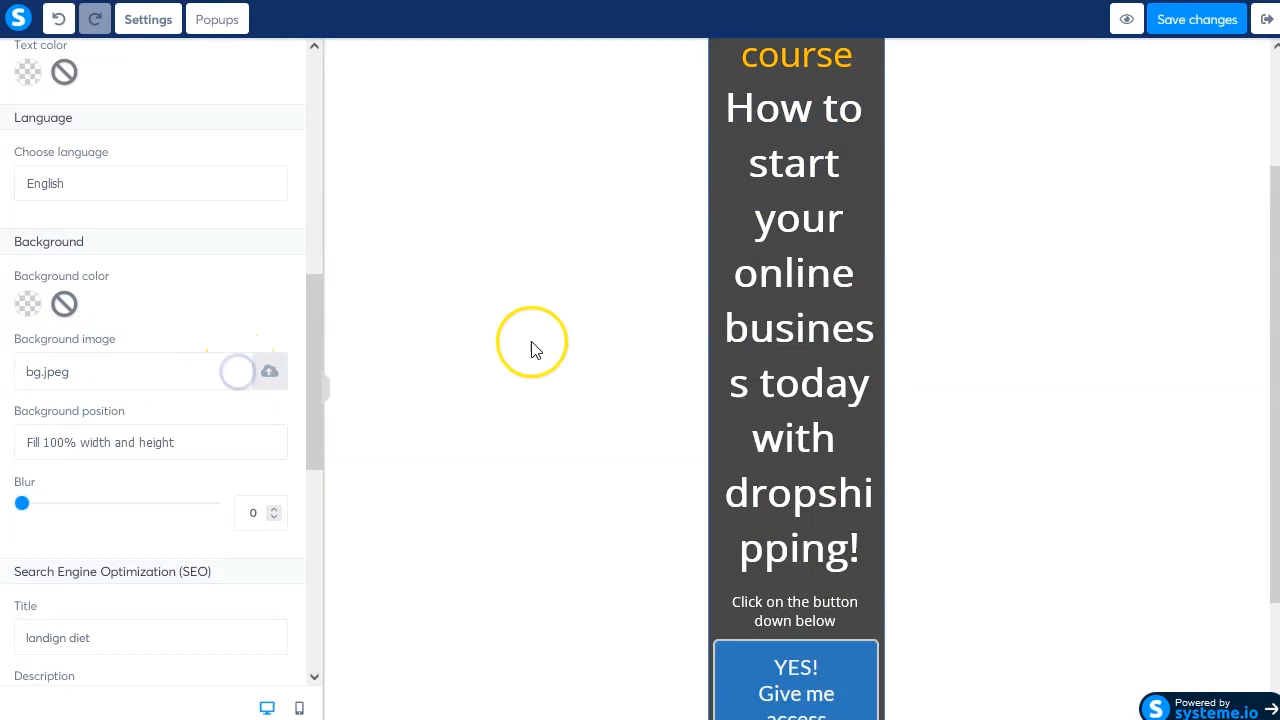 S
Settings
Popups
Save changes
Text color
Language
Choose language
English
Background
Background color
Background image
bg.jpeg
Background position
Fill 100% width and height
Blur
0
Search Engine Optimization (SEO)
Title
landign diet
Description
course
How to
start
your
online
busines
s today
with
dropshi
pping!
Click on the button
down below
YES!
Give me
access
S
Powered by
systeme.io